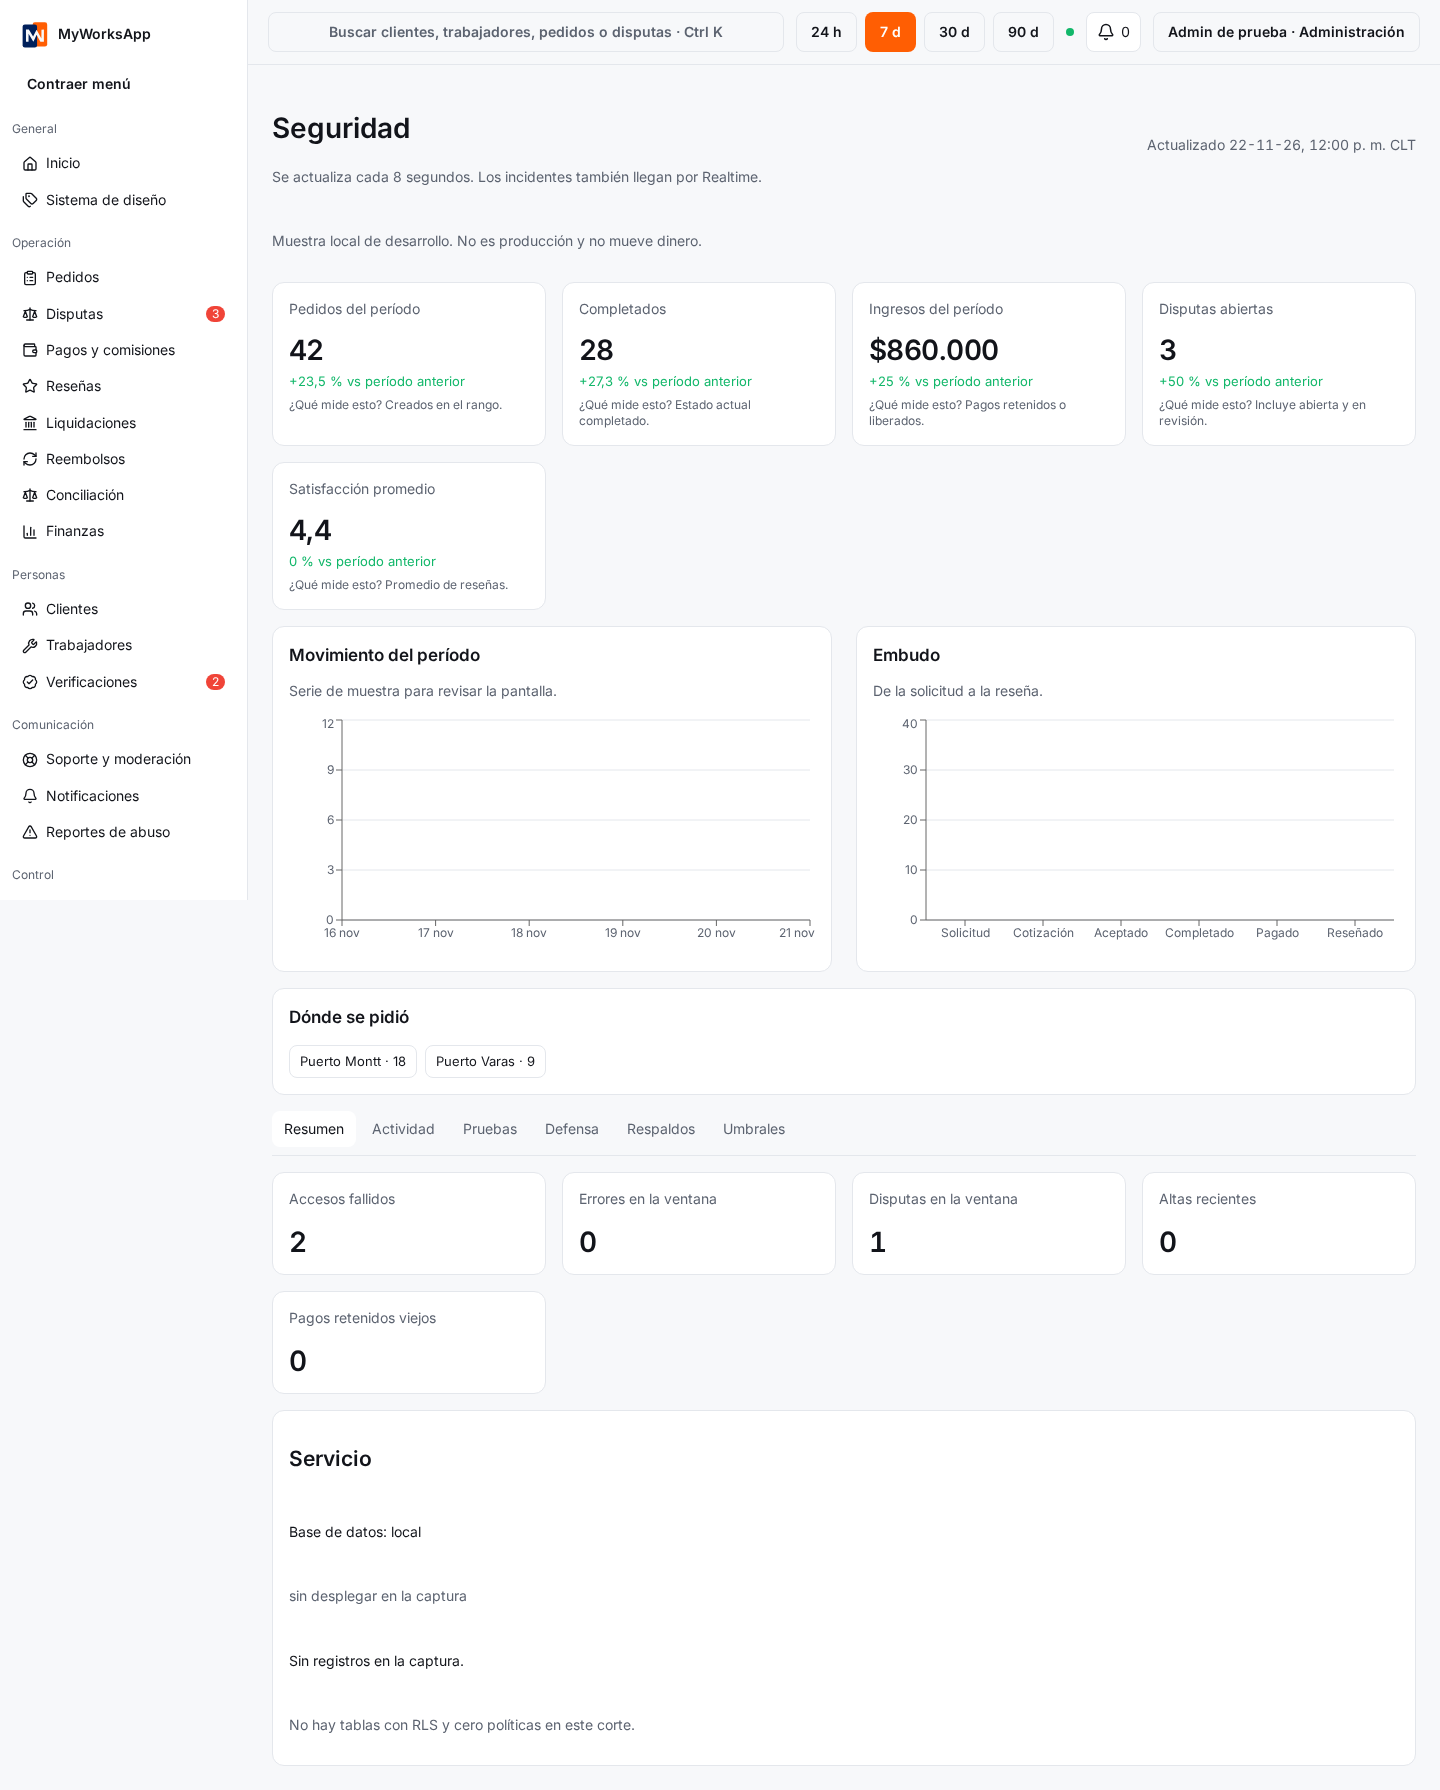 MyWorksApp
Contraer menú
General
Inicio
Sistema de diseño
Operación
Pedidos
Disputas 3
Pagos y comisiones
Reseñas
Liquidaciones
Reembolsos
Conciliación
Finanzas
Personas
Clientes
Trabajadores
Verificaciones 2
Comunicación
Soporte y moderación
Notificaciones
Reportes de abuso
Control
Buscar clientes, trabajadores, pedidos o disputas · Ctrl K
24 h
7 d
30 d
90 d
0
Admin de prueba · Administración
Seguridad
Actualizado 22-11-26, 12:00 p. m. CLT
Se actualiza cada 8 segundos. Los incidentes también llegan por Realtime.
Muestra local de desarrollo. No es producción y no mueve dinero.
Pedidos del período
42
+23,5 % vs período anterior
¿Qué mide esto? Creados en el rango.
Completados
28
+27,3 % vs período anterior
¿Qué mide esto? Estado actual
completado.
Ingresos del período
$860.000
+25 % vs período anterior
¿Qué mide esto? Pagos retenidos o
liberados.
Disputas abiertas
3
+50 % vs período anterior
¿Qué mide esto? Incluye abierta y en
revisión.
Satisfacción promedio
4,4
0 % vs período anterior
¿Qué mide esto? Promedio de reseñas.
Movimiento del período
Serie de muestra para revisar la pantalla.
12
9
6
3
0
16 nov 17 nov 18 nov 19 nov 20 nov 21 nov
Embudo
De la solicitud a la reseña.
40
30
20
10
0
Solicitud Cotización Aceptado Completado Pagado Reseñado
Dónde se pidió
Puerto Montt · 18
Puerto Varas · 9
Resumen Actividad Pruebas Defensa Respaldos Umbrales
Accesos fallidos
2
Errores en la ventana
0
Disputas en la ventana
1
Altas recientes
0
Pagos retenidos viejos
0
Servicio
Base de datos: local
sin desplegar en la captura
Sin registros en la captura.
No hay tablas con RLS y cero políticas en este corte.